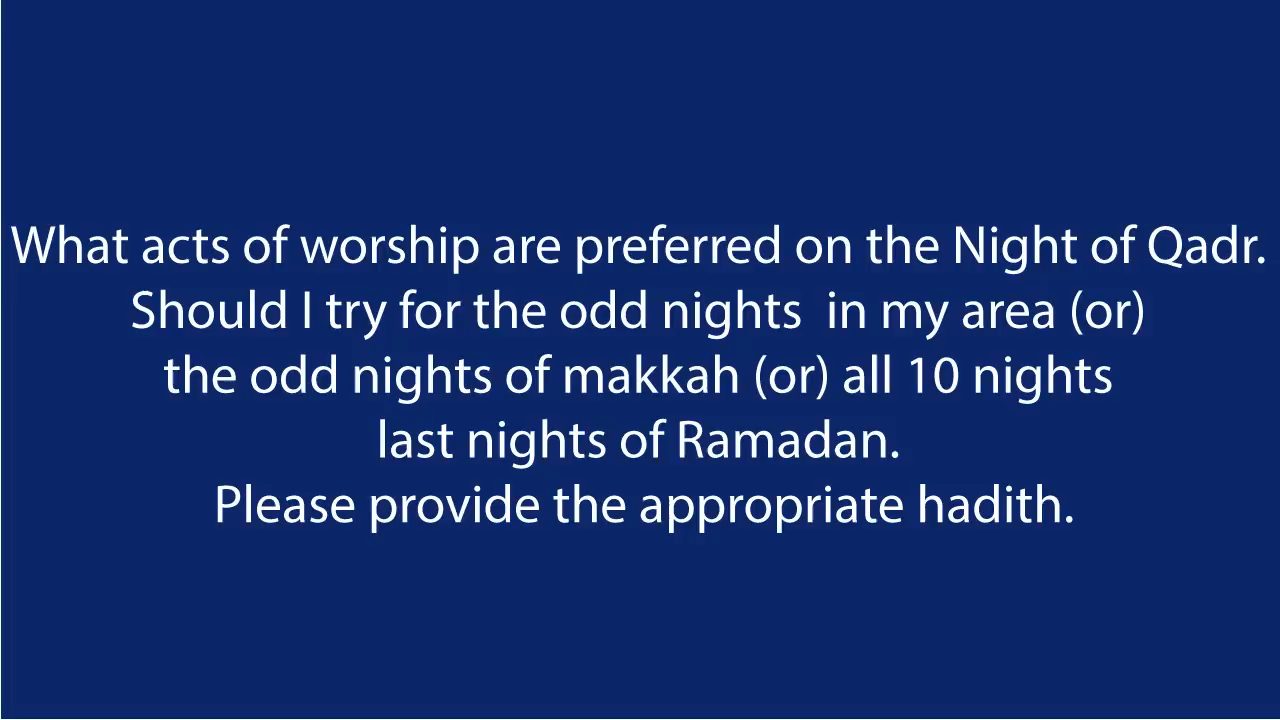 What acts of worship are preferred on the Night of Qadr.
Should I try for the odd nights  in my area (or)
the odd nights of makkah (or) all 10 nights
last nights of Ramadan.
Please provide the appropriate hadith.